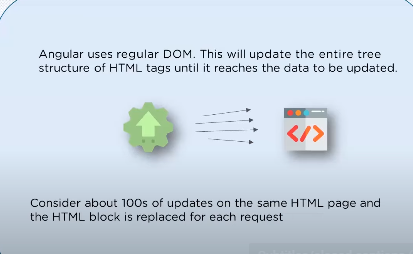 Angular uses regular DOM. This will update the entire tree
structure of HTML tags until it reaches the data to be updated.
Consider about 100s of updates on the same HTML page and
the HTML block is replaced for each request